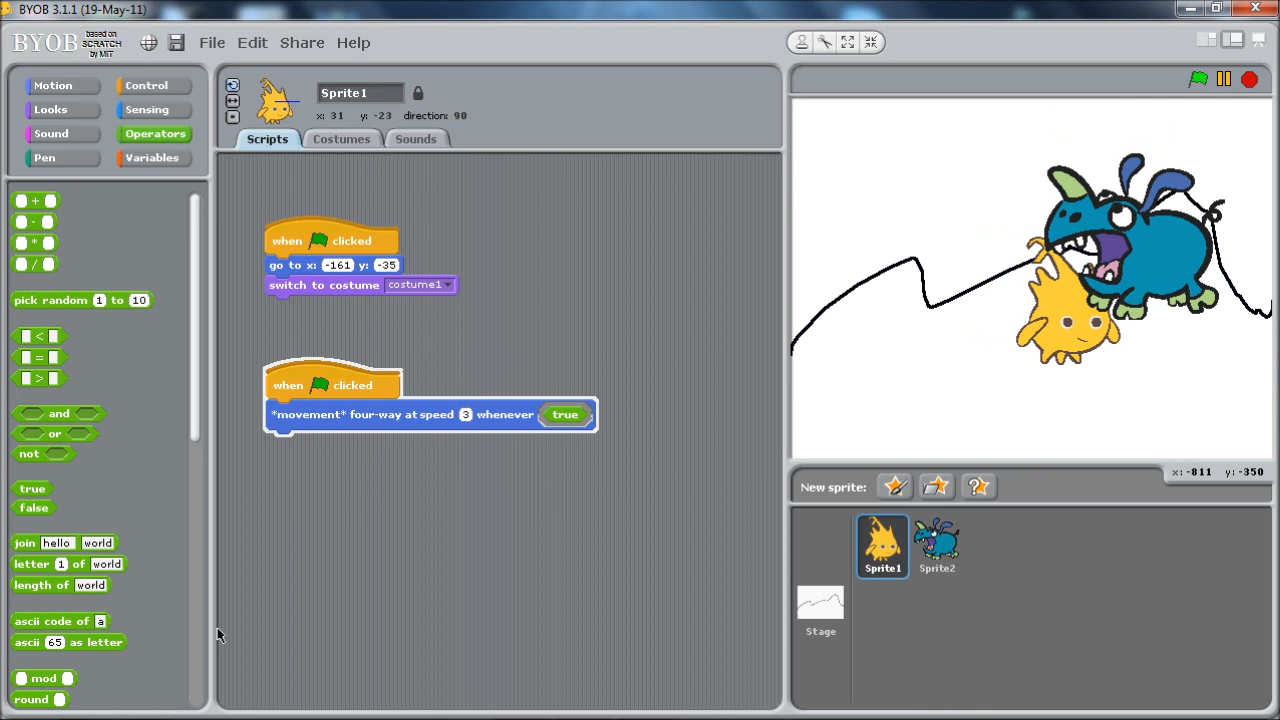 BYOB 3.1.1 (19-May-11)
BYOB based on SCRATCH by MIT
File Edit Share Help
Motion Control
Looks Sensing
Sound Operators
Pen Variables
+
-
*
/
pick random 1 to 10
<
=
>
and
or
not
true
false
join hello world
letter 1 of world
length of world
ascii code of a
ascii 65 as letter
mod
round
Sprite1
x: 31 y: -23 direction: 90
Scripts Costumes Sounds
when clicked
go to x: -161 y: -35
switch to costume costume1
when clicked
*movement* four-way at speed 3 whenever true
x: -811 y: -350
New sprite:
Sprite1 Sprite2
Stage